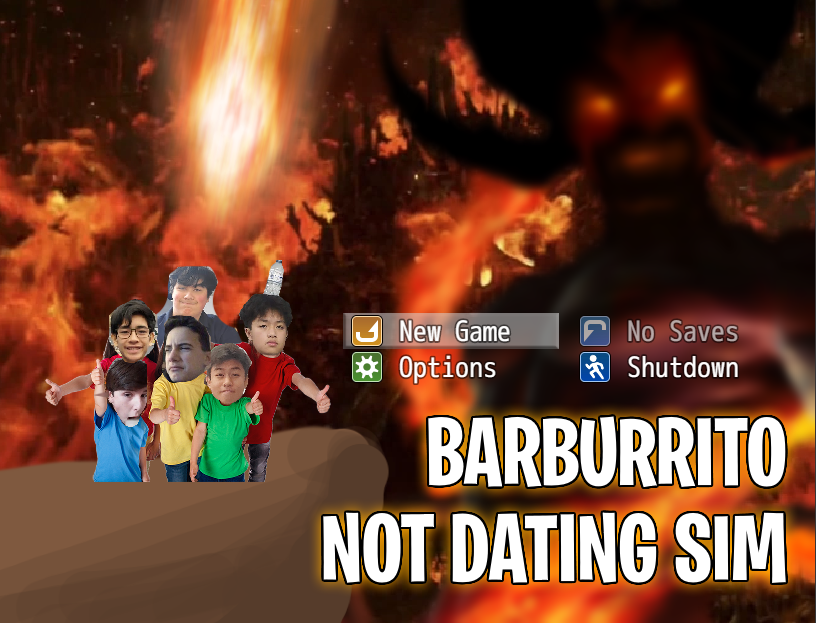 New Game
No Saves
Options
Shutdown
BARBURRITO
NOT DATING SIM